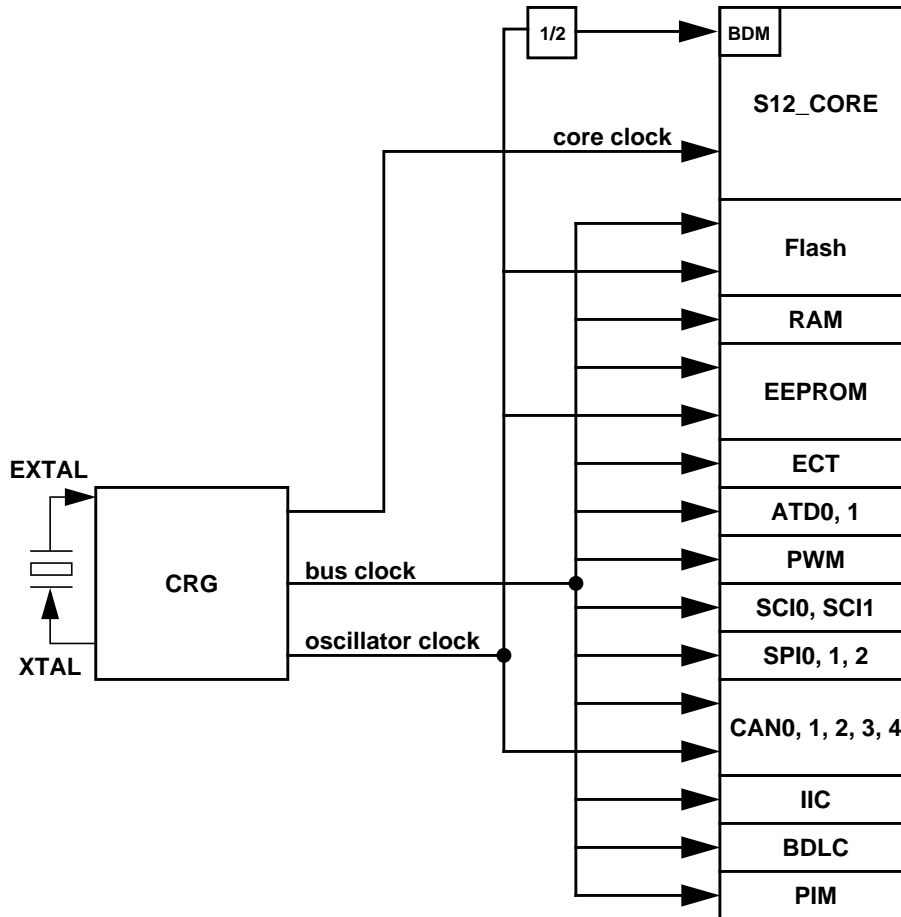 1/2
BDM
S12_CORE
core clock
Flash
RAM
EEPROM
EXTAL
ECT
ATD0, 1
PWM
bus clock
CRG
SCI0, SCI1
oscillator clock
SPI0, 1, 2
XTAL
CAN0, 1, 2, 3, 4
IIC
BDLC
PIM